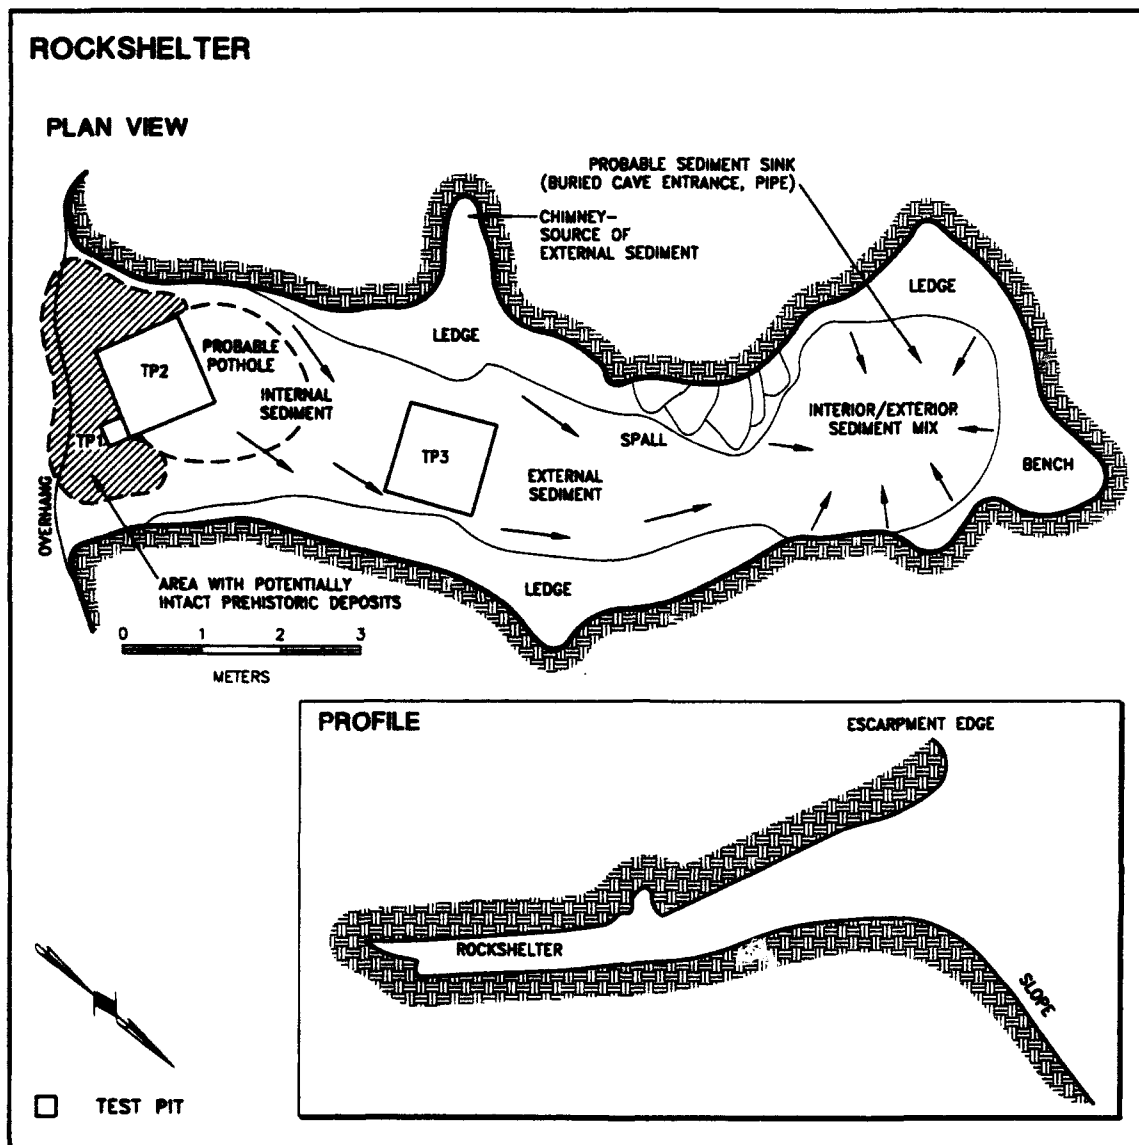 ROCKSHELTER
PLAN VIEW
PROBABLE SEDIMENT SINK
(BURIED CAVE ENTRANCE, PIPE)
CHIMNEY-
SOURCE OF
EXTERNAL SEDIMENT
LEDGE
LEDGE
PROBABLE
POTHOLE
TP2
INTERNAL
SEDIMENT
INTERIOR/EXTERIOR
SEDIMENT MIX
TP1
SPALL
TP3
EXTERNAL
SEDIMENT
BENCH
OVERHANG
AREA WITH POTENTIALLY
INTACT PREHISTORIC DEPOSITS
LEDGE
0 1 2 3
METERS
PROFILE
ESCARPMENT EDGE
ROCKSHELTER
SLOPE
TEST PIT